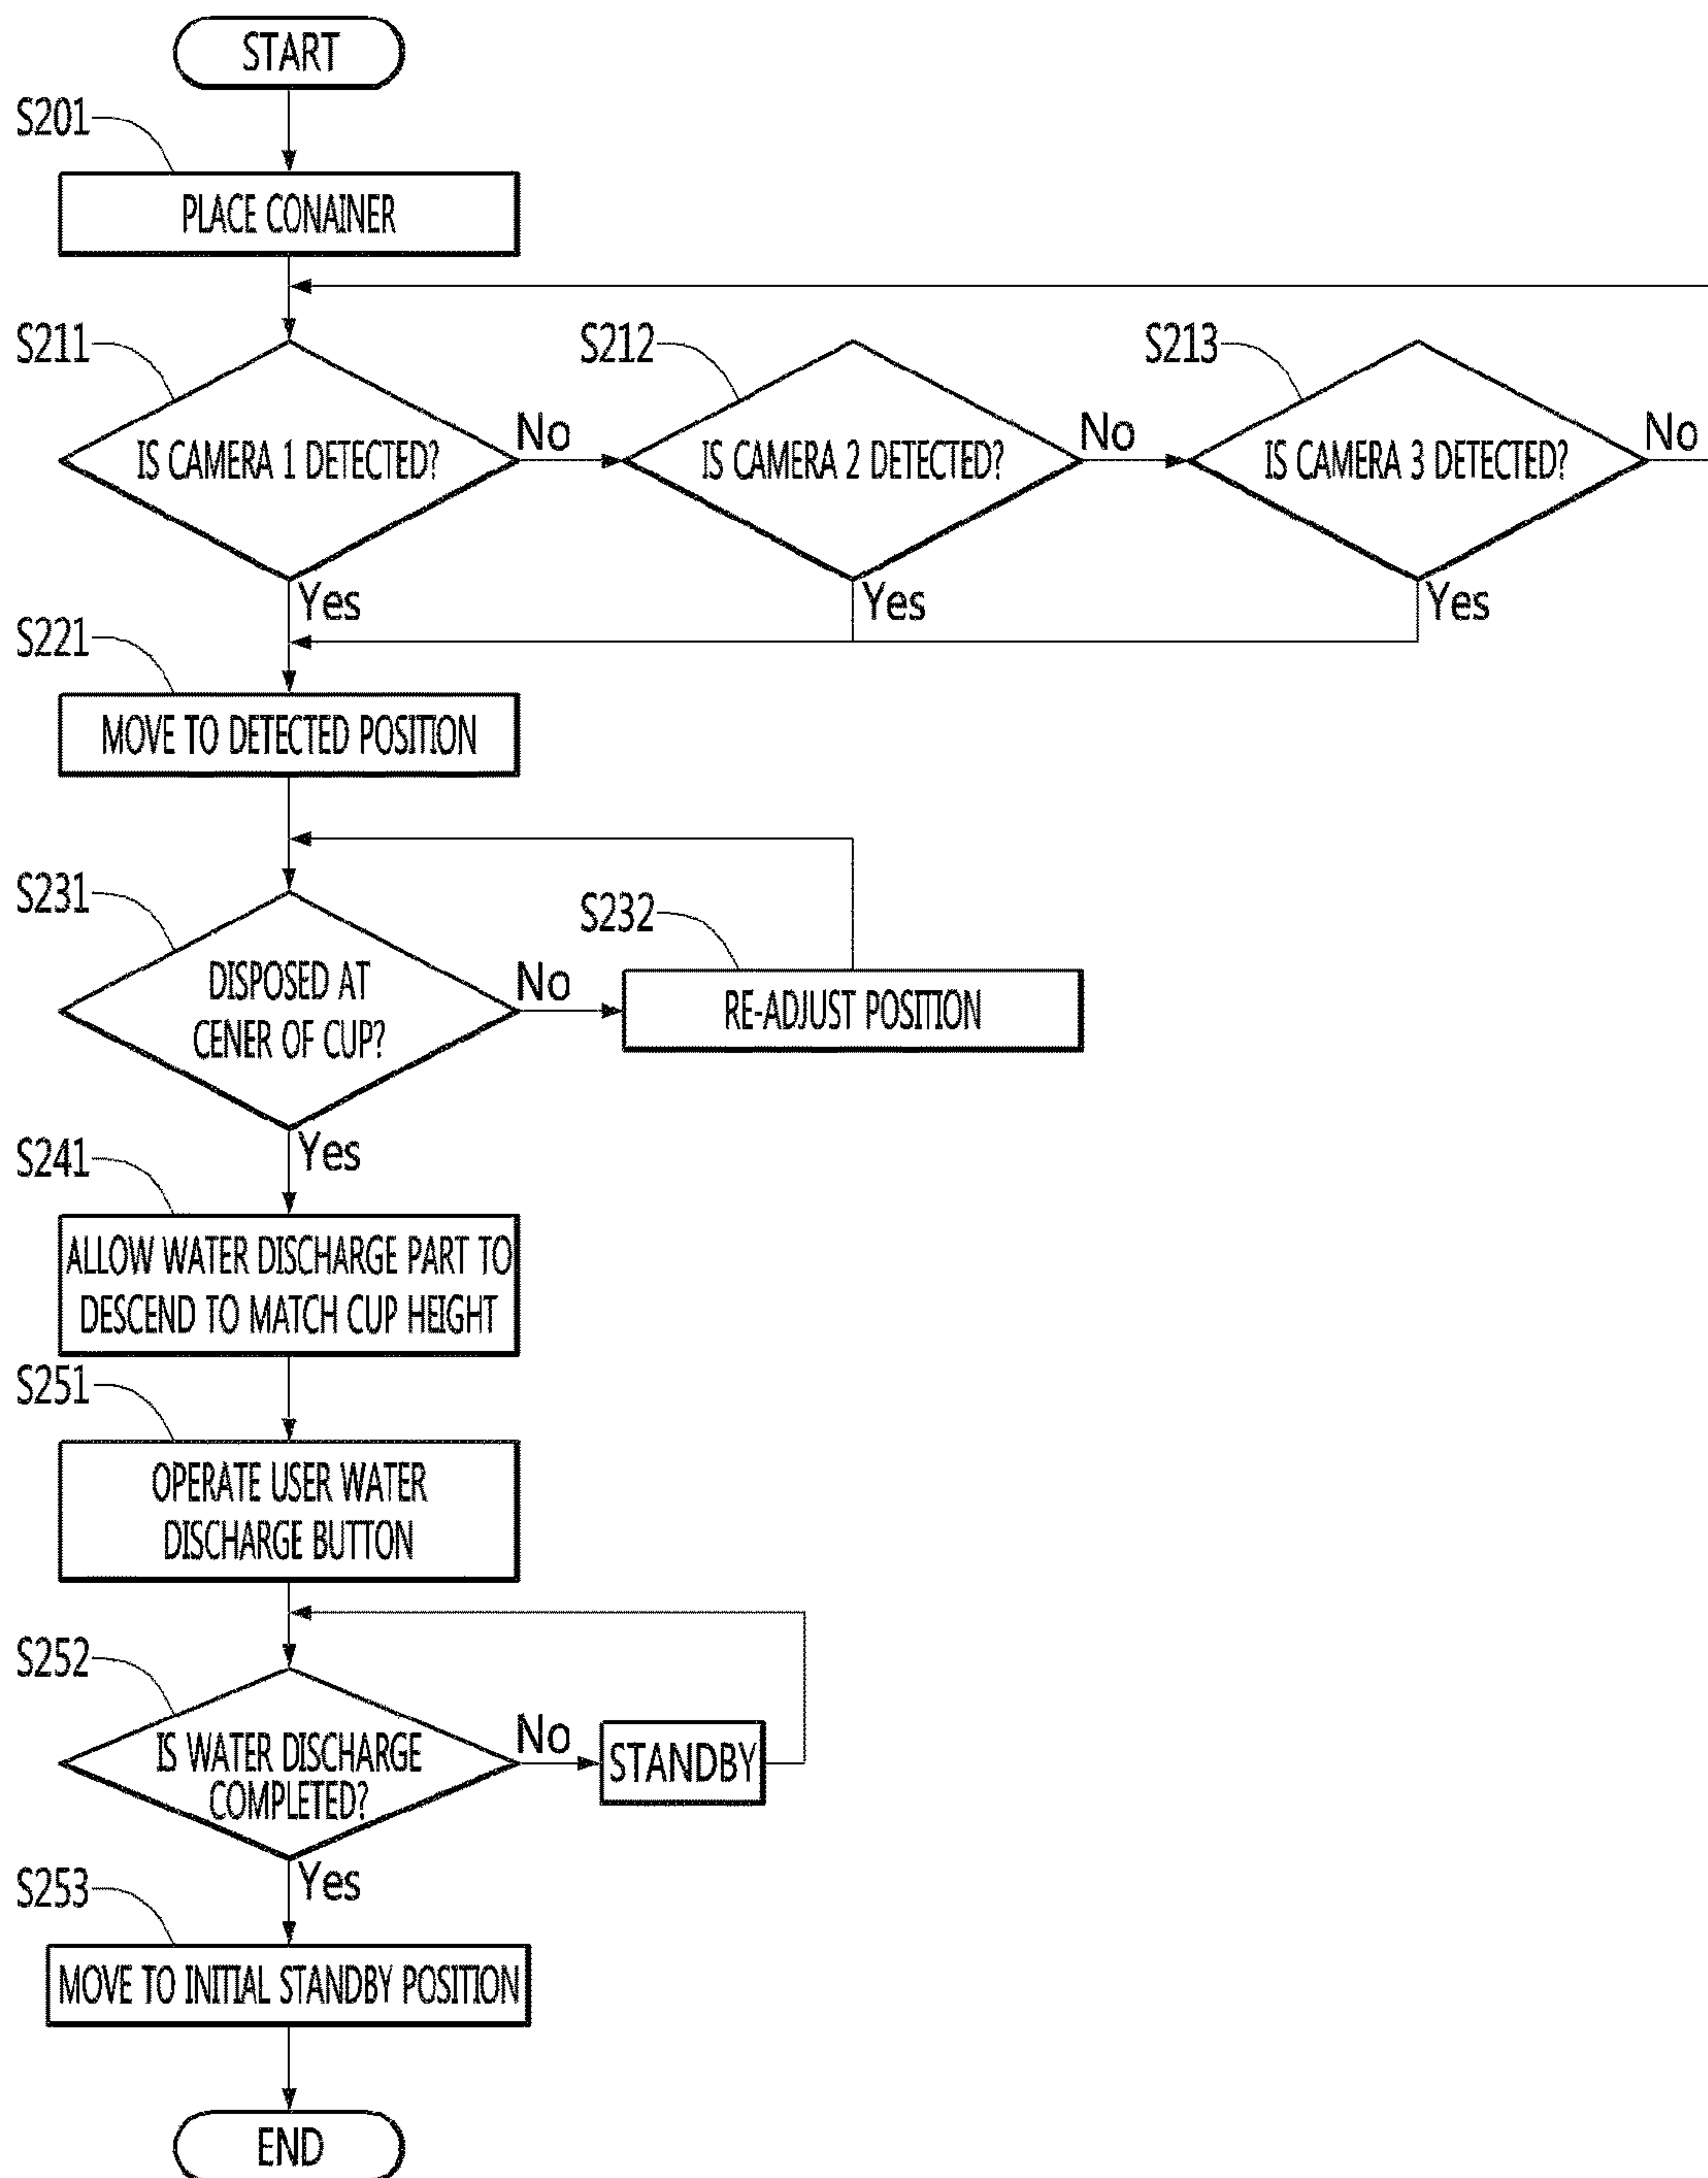 START
S201
PLACE CONAINER
S211
IS CAMERA 1 DETECTED?
No
S212
IS CAMERA 2 DETECTED?
No
S213
IS CAMERA 3 DETECTED?
No
Yes
Yes
Yes
S221
MOVE TO DETECTED POSITION
S231
DISPOSED AT
CENER OF CUP?
No
S232
RE-ADJUST POSITION
Yes
S241
ALLOW WATER DISCHARGE PART TO
DESCEND TO MATCH CUP HEIGHT
S251
OPERATE USER WATER
DISCHARGE BUTTON
S252
IS WATER DISCHARGE
COMPLETED?
No
STANDBY
Yes
S253
MOVE TO INITIAL STANDBY POSITION
END